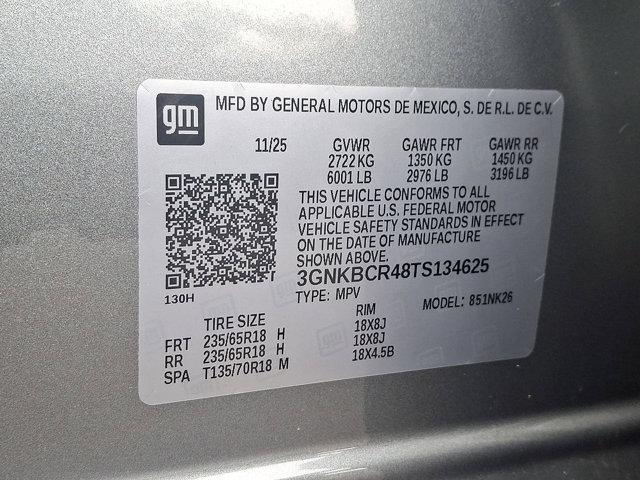 gm
MFD BY GENERAL MOTORS DE MEXICO, S. DE R.L. DE C.V.
11/25 GVWR GAWR FRT GAWR RR
2722 KG 1350 KG 1450 KG
6001 LB 2976 LB 3196 LB
THIS VEHICLE CONFORMS TO ALL
APPLICABLE U.S. FEDERAL MOTOR
VEHICLE SAFETY STANDARDS IN EFFECT
ON THE DATE OF MANUFACTURE
SHOWN ABOVE.
3GNKBCR48TS134625
130H
TYPE: MPV MODEL: 851NK26
TIRE SIZE RIM
FRT 235/65R18 H 18X8J
RR 235/65R18 H 18X8J
SPA T135/70R18 M 18X4.5B